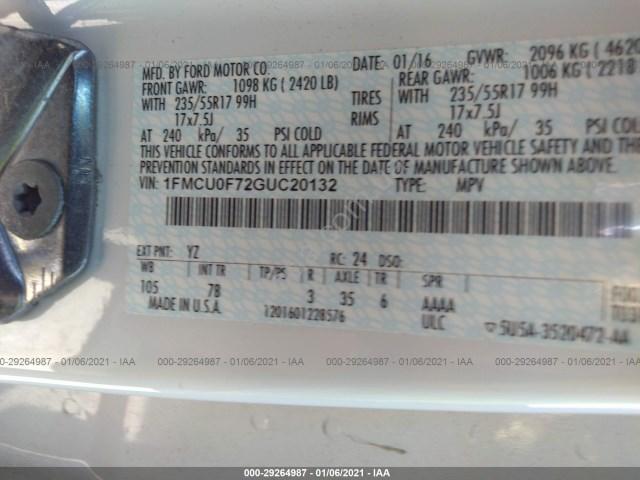 MFD. BY FORD MOTOR CO. DATE: 01/16 GVWR: 2096 KG ( 4620
FRONT GAWR: 1098 KG ( 2420 LB) REAR GAWR: 1006 KG ( 2218
WITH 235/55R17 99H TIRES WITH 235/55R17 99H
17x7.5J RIMS 17x7.5J
AT 240 kPa/ 35 PSI COLD AT 240 kPa/ 35 PSI COLD
THIS VEHICLE CONFORMS TO ALL APPLICABLE FEDERAL MOTOR VEHICLE SAFETY AND THEFT
PREVENTION STANDARDS IN EFFECT ON THE DATE OF MANUFACTURE SHOWN ABOVE.
VIN: 1FMCU0F72GUC20132 TYPE: MPV
EXT PNT: YZ RC: 24 DSO:
WB INT TR TP/PS R AXLE TR SPR
105 78 3 35 6 AAAA
MADE IN U.S.A. 1201601228576 ULC 5U5A-3520472-AA
000-29264987 - 01/06/2021 - IAA 000-29264987 - 01/06/2021 - IAA 000-29264987 - 01/06/2021 - IAA
000-29264987 - 01/06/2021 - IAA